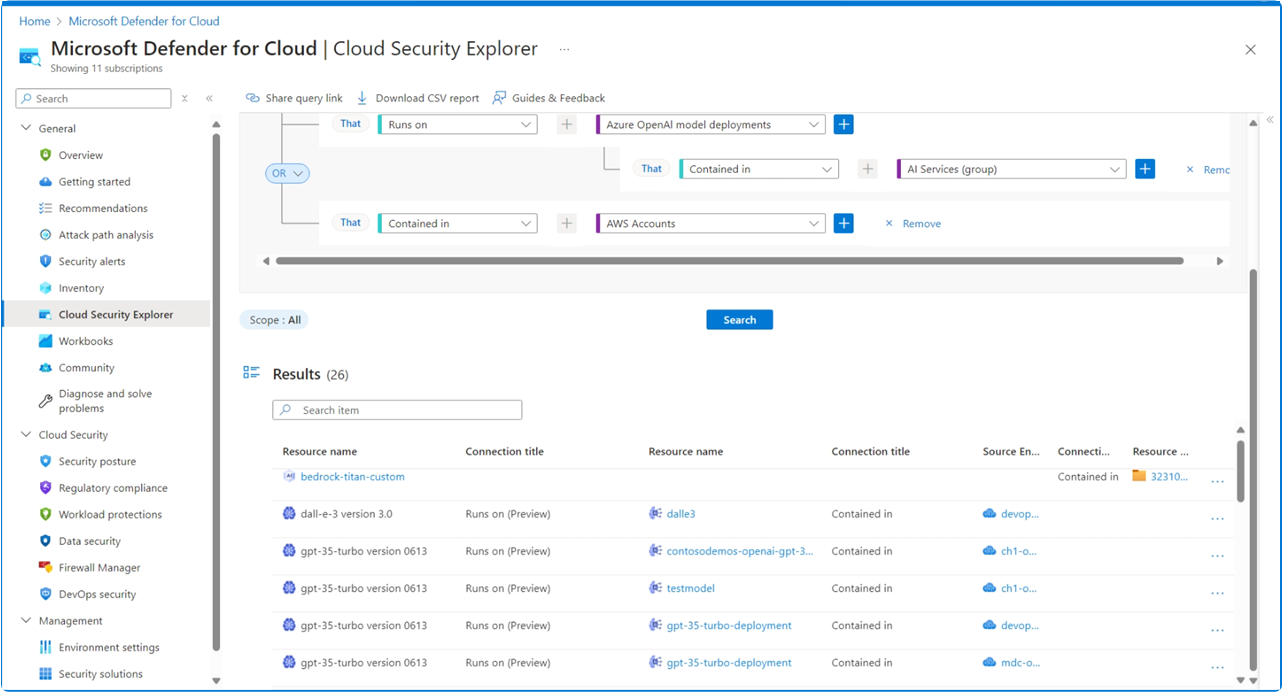 Home > Microsoft Defender for Cloud
Microsoft Defender for Cloud | Cloud Security Explorer ...
Showing 11 subscriptions
Search
General
Overview
Getting started
Recommendations
Attack path analysis
Security alerts
Inventory
Cloud Security Explorer
Workbooks
Community
Diagnose and solve
problems
Cloud Security
Security posture
Regulatory compliance
Workload protections
Data security
Firewall Manager
DevOps security
Management
Environment settings
Security solutions
Share query link Download CSV report Guides & Feedback
That Runs on + Azure OpenAI model deployments +
OR
That Contained in + AI Services (group) + × Remo
That Contained in + AWS Accounts + × Remove
Scope : All
Search
Results (26)
Search item
Resource name Connection title Resource name Connection title Source En... Connecti... Resource ...
bedrock-titan-custom Contained in 32310... ...
dall-e-3 version 3.0 Runs on (Preview) dalle3 Contained in devop... ...
gpt-35-turbo version 0613 Runs on (Preview) contosodemos-openai-gpt-3... Contained in ch1-o... ...
gpt-35-turbo version 0613 Runs on (Preview) testmodel Contained in ch1-o... ...
gpt-35-turbo version 0613 Runs on (Preview) gpt-35-turbo-deployment Contained in devop... ...
gpt-35-turbo version 0613 Runs on (Preview) gpt-35-turbo-deployment Contained in mdc-o... ...